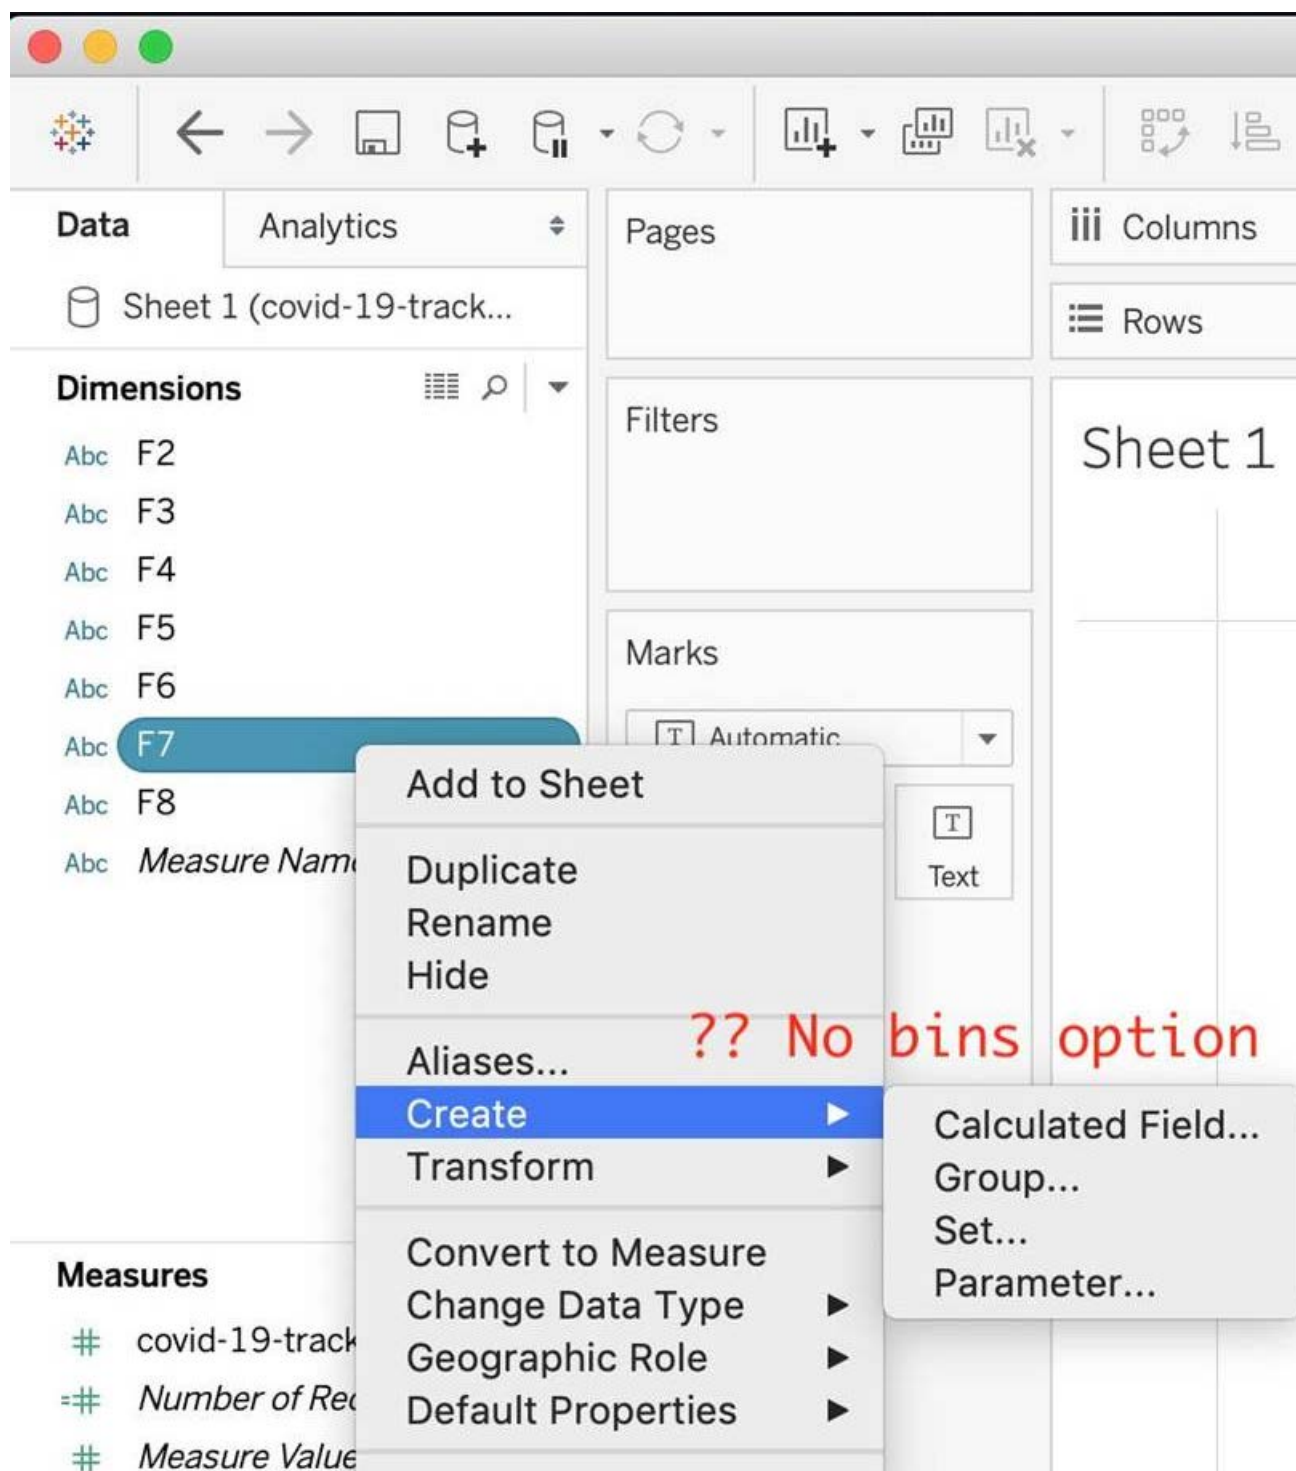 Data
Analytics
Pages
Columns
Sheet 1 (covid-19-track...
Rows
Dimensions
Filters
Sheet 1
Abc F2
Abc F3
Abc F4
Abc F5
Abc F6
Marks
Abc F7
T Automatic
Abc F8
T
Text
Abc Measure Name
Add to Sheet
Duplicate
Rename
Hide
?? No bins option
Aliases...
Create
Transform
Calculated Field...
Group...
Set...
Parameter...
Convert to Measure
Change Data Type
Geographic Role
Default Properties
Measures
# covid-19-track
=# Number of Rec
# Measure Value